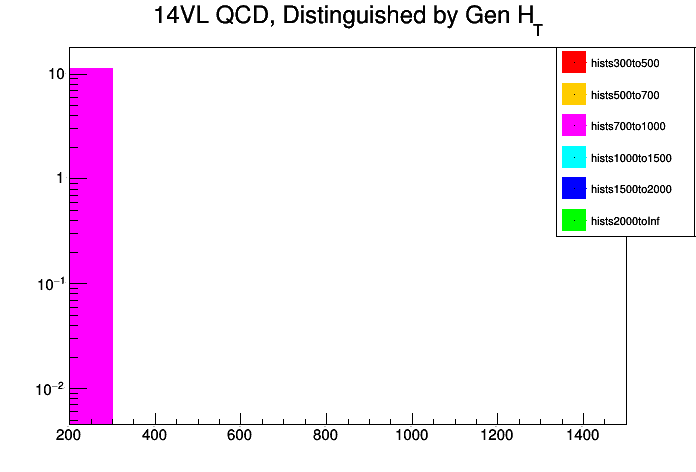 14VL QCD, Distinguished by Gen H_T
hists300to500
hists500to700
hists700to1000
hists1000to1500
hists1500to2000
hists2000toInf
10
1
10⁻¹
10⁻²
200 400 600 800 1000 1200 1400